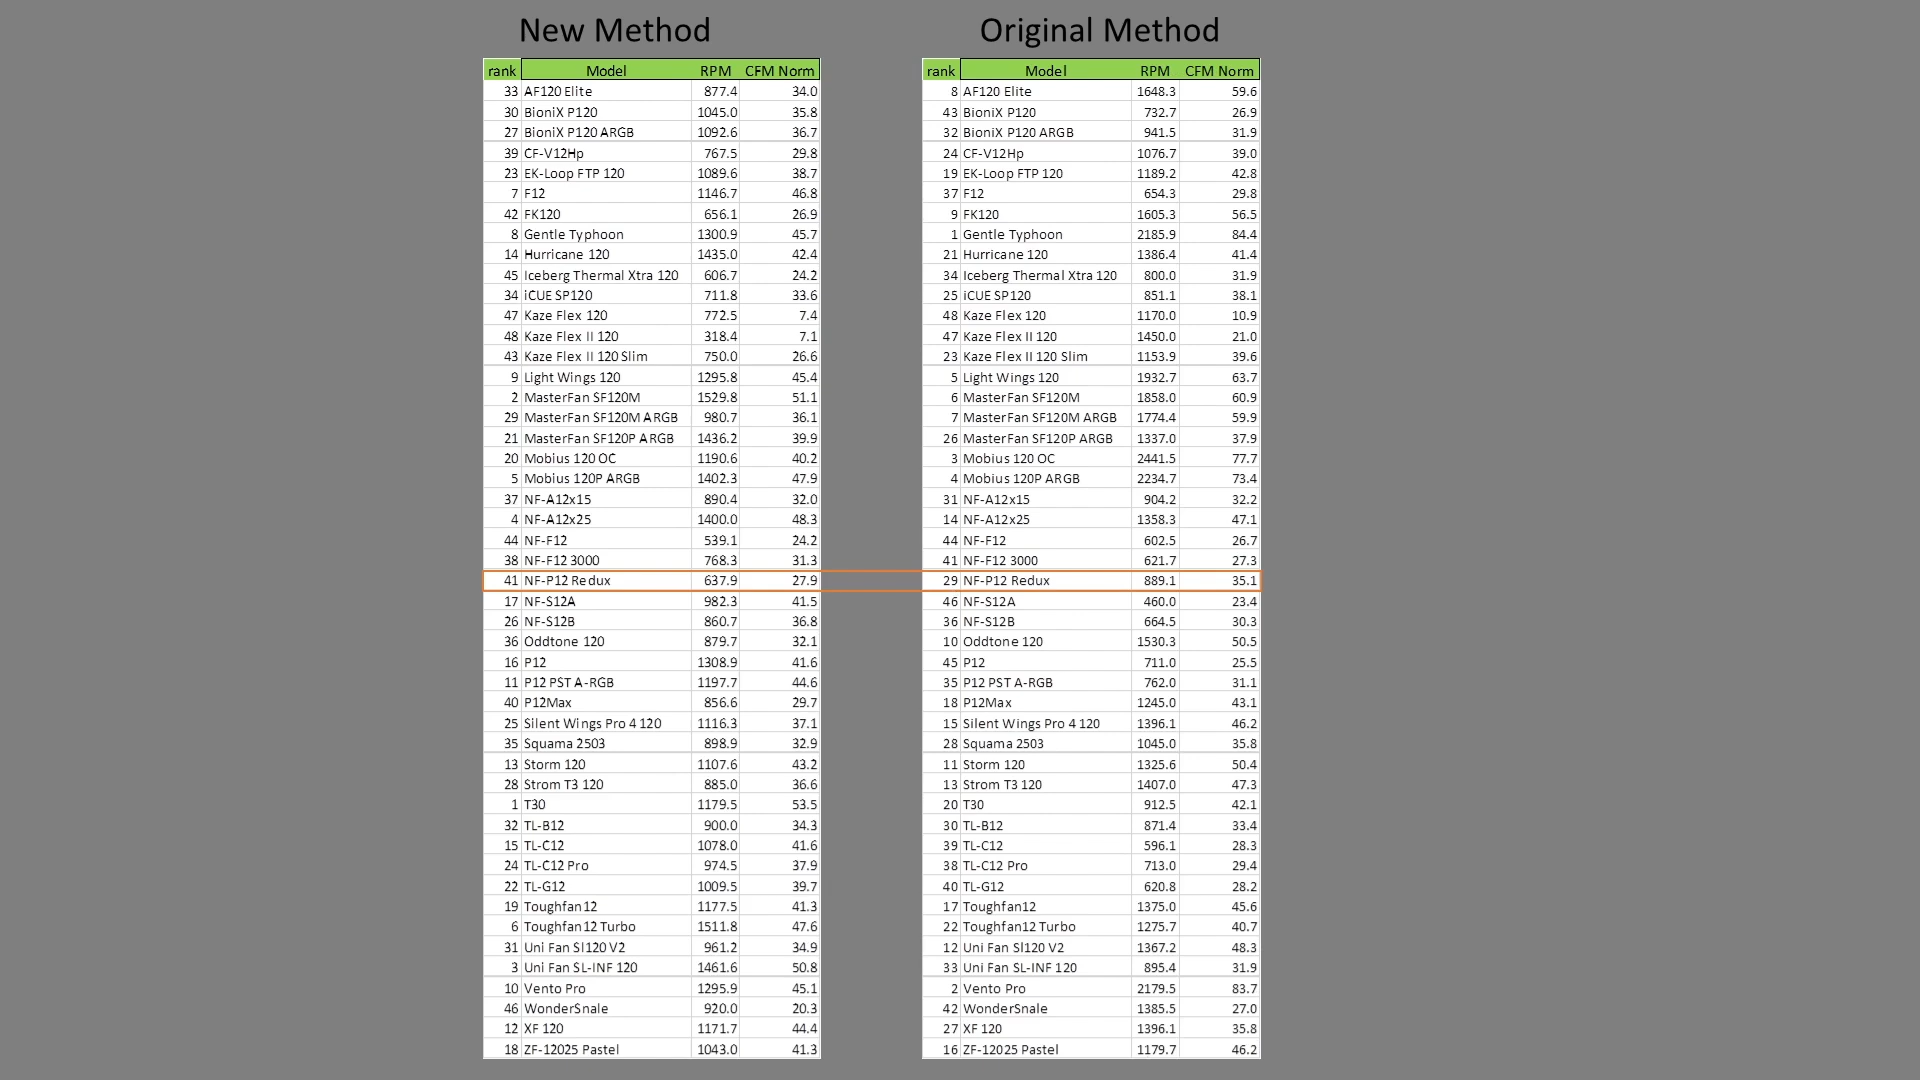 New Method Original Method
rank Model RPM CFM Norm rank Model RPM CFM Norm
33 AF120 Elite 877.4 34.0 8 AF120 Elite 1648.3 59.6
30 BioniX P120 1045.0 35.8 43 BioniX P120 732.7 26.9
27 BioniX P120 ARGB 1092.6 36.7 32 BioniX P120 ARGB 941.5 31.9
39 CF-V12Hp 767.5 29.8 24 CF-V12Hp 1076.7 39.0
23 EK-Loop FTP 120 1089.6 38.7 19 EK-Loop FTP 120 1189.2 42.8
7 F12 1146.7 46.8 37 F12 654.3 29.8
42 FK120 656.1 26.9 9 FK120 1605.3 56.5
8 Gentle Typhoon 1300.9 45.7 1 Gentle Typhoon 2185.9 84.4
14 Hurricane 120 1435.0 42.4 21 Hurricane 120 1386.4 41.4
45 Iceberg Thermal Xtra 120 606.7 24.2 34 Iceberg Thermal Xtra 120 800.0 31.9
34 iCUE SP120 711.8 33.6 25 iCUE SP120 851.1 38.1
47 Kaze Flex 120 772.5 7.4 48 Kaze Flex 120 1170.0 10.9
48 Kaze Flex II 120 318.4 7.1 47 Kaze Flex II 120 1450.0 21.0
43 Kaze Flex II 120 Slim 750.0 26.6 23 Kaze Flex II 120 Slim 1153.9 39.6
9 Light Wings 120 1295.8 45.4 5 Light Wings 120 1932.7 63.7
2 MasterFan SF120M 1529.8 51.1 6 MasterFan SF120M 1858.0 60.9
29 MasterFan SF120M ARGB 980.7 36.1 7 MasterFan SF120M ARGB 1774.4 59.9
21 MasterFan SF120P ARGB 1436.2 39.9 26 MasterFan SF120P ARGB 1337.0 37.9
20 Mobius 120 OC 1190.6 40.2 3 Mobius 120 OC 2441.5 77.7
5 Mobius 120P ARGB 1402.3 47.9 4 Mobius 120P ARGB 2234.7 73.4
37 NF-A12x15 890.4 32.0 31 NF-A12x15 904.2 32.2
4 NF-A12x25 1400.0 48.3 14 NF-A12x25 1358.3 47.1
44 NF-F12 539.1 24.2 44 NF-F12 602.5 26.7
38 NF-F12 3000 768.3 31.3 41 NF-F12 3000 621.7 27.3
41 NF-P12 Redux 637.9 27.9 29 NF-P12 Redux 889.1 35.1
17 NF-S12A 982.3 41.5 46 NF-S12A 460.0 23.4
26 NF-S12B 860.7 36.8 36 NF-S12B 664.5 30.3
36 Oddtone 120 879.7 32.1 10 Oddtone 120 1530.3 50.5
16 P12 1308.9 41.6 45 P12 711.0 25.5
11 P12 PST A-RGB 1197.7 44.6 35 P12 PST A-RGB 762.0 31.1
40 P12Max 856.6 29.7 18 P12Max 1245.0 43.1
25 Silent Wings Pro 4 120 1116.3 37.1 15 Silent Wings Pro 4 120 1396.1 46.2
35 Squama 2503 898.9 32.9 28 Squama 2503 1045.0 35.8
13 Storm 120 1107.6 43.2 11 Storm 120 1325.6 50.4
28 Strom T3 120 885.0 36.6 13 Strom T3 120 1407.0 47.3
1 T30 1179.5 53.5 20 T30 912.5 42.1
32 TL-B12 900.0 34.3 30 TL-B12 871.4 33.4
15 TL-C12 1078.0 41.6 39 TL-C12 596.1 28.3
24 TL-C12 Pro 974.5 37.9 38 TL-C12 Pro 713.0 29.4
22 TL-G12 1009.5 39.7 40 TL-G12 620.8 28.2
19 Toughfan12 1177.5 41.3 17 Toughfan12 1375.0 45.6
6 Toughfan12 Turbo 1511.8 47.6 22 Toughfan12 Turbo 1275.7 40.7
31 Uni Fan Sl120 V2 961.2 34.9 12 Uni Fan Sl120 V2 1367.2 48.3
3 Uni Fan SL-INF 120 1461.6 50.8 33 Uni Fan SL-INF 120 895.4 31.9
10 Vento Pro 1295.9 45.1 2 Vento Pro 2179.5 83.7
46 WonderSnale 920.0 20.3 42 WonderSnale 1385.5 27.0
12 XF 120 1171.7 44.4 27 XF 120 1396.1 35.8
18 ZF-12025 Pastel 1043.0 41.3 16 ZF-12025 Pastel 1179.7 46.2